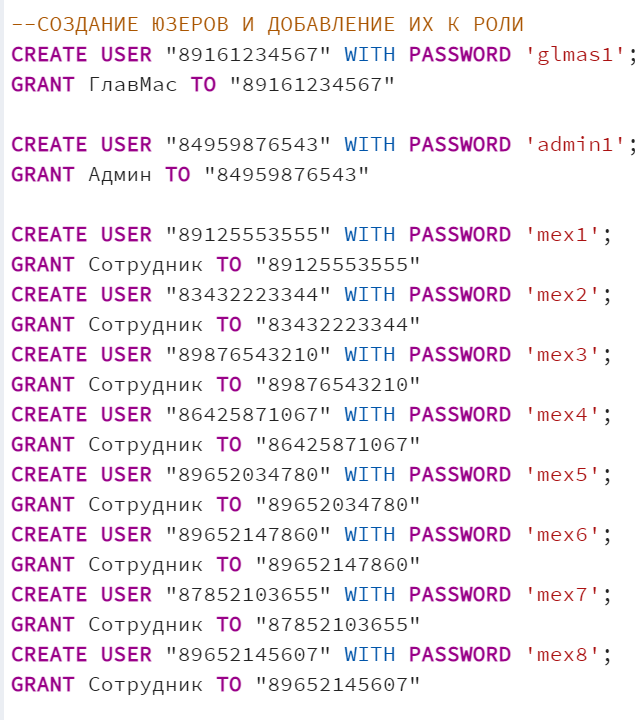 --СОЗДАНИЕ ЮЗЕРОВ И ДОБАВЛЕНИЕ ИХ К РОЛИ
CREATE USER "89161234567" WITH PASSWORD 'glmas1';
GRANT ГлавМас TO "89161234567"
CREATE USER "84959876543" WITH PASSWORD 'admin1';
GRANT Админ TO "84959876543"
CREATE USER "89125553555" WITH PASSWORD 'mex1';
GRANT Сотрудник TO "89125553555"
CREATE USER "83432223344" WITH PASSWORD 'mex2';
GRANT Сотрудник TO "83432223344"
CREATE USER "89876543210" WITH PASSWORD 'mex3';
GRANT Сотрудник TO "89876543210"
CREATE USER "86425871067" WITH PASSWORD 'mex4';
GRANT Сотрудник TO "86425871067"
CREATE USER "89652034780" WITH PASSWORD 'mex5';
GRANT Сотрудник TO "89652034780"
CREATE USER "89652147860" WITH PASSWORD 'mex6';
GRANT Сотрудник TO "89652147860"
CREATE USER "87852103655" WITH PASSWORD 'mex7';
GRANT Сотрудник TO "87852103655"
CREATE USER "89652145607" WITH PASSWORD 'mex8';
GRANT Сотрудник TO "89652145607"